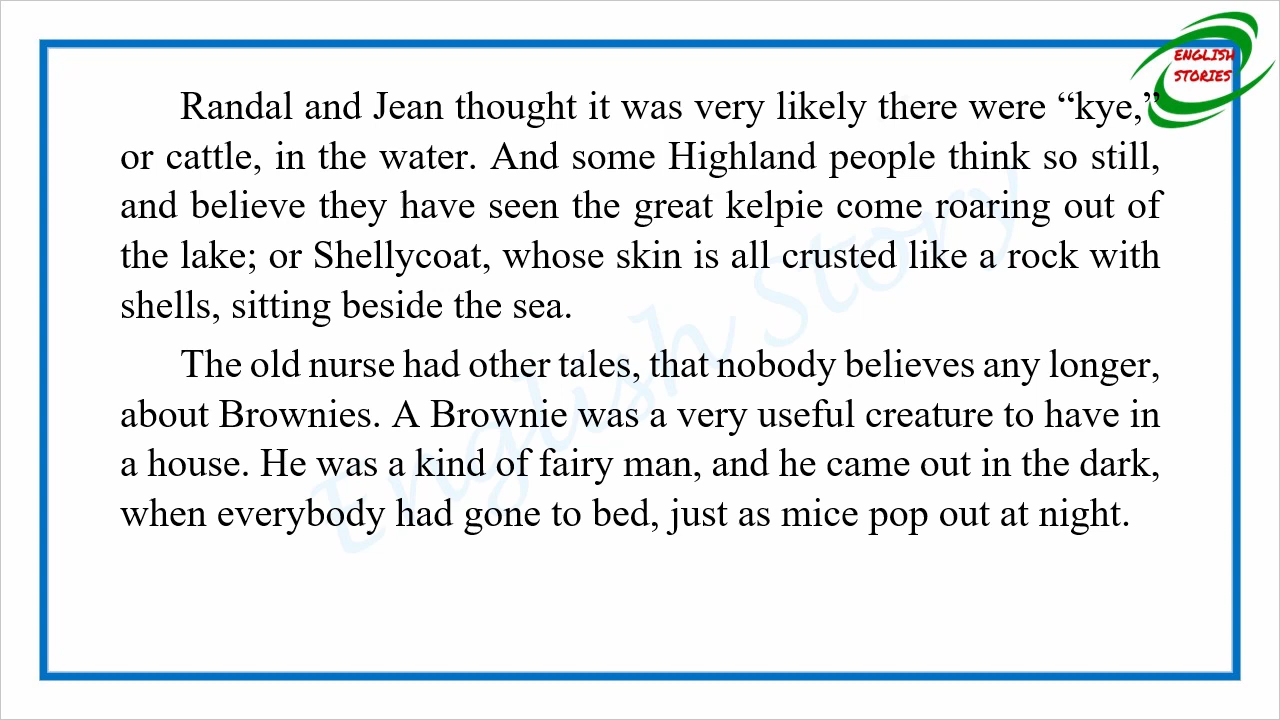 ENGLISH
STORIES
Randal and Jean thought it was very likely there were “kye,”
or cattle, in the water. And some Highland people think so still,
and believe they have seen the great kelpie come roaring out of
the lake; or Shellycoat, whose skin is all crusted like a rock with
shells, sitting beside the sea.
The old nurse had other tales, that nobody believes any longer,
about Brownies. A Brownie was a very useful creature to have in
a house. He was a kind of fairy man, and he came out in the dark,
when everybody had gone to bed, just as mice pop out at night.
English Story